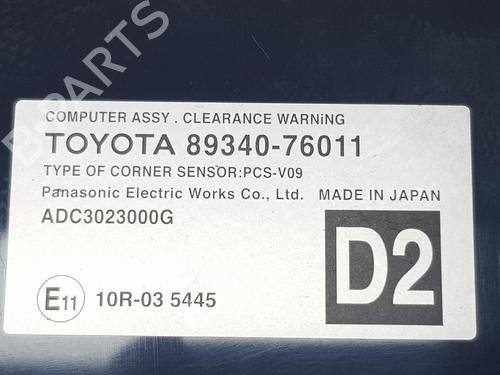 B-PARTS
COMPUTER ASSY . CLEARANCE WARNiNG
TOYOTA 89340-76011
TYPE OF CORNER SENSOR:PCS-V09
Panasonic Electric Works Co., Ltd. MADE IN JAPAN
ADC3023000G
D2
E11 10R-03 5445